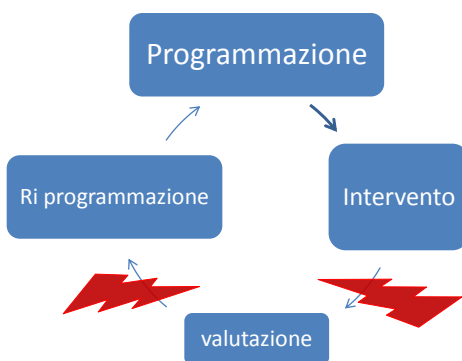 Programmazione
Ri programmazione
Intervento
valutazione